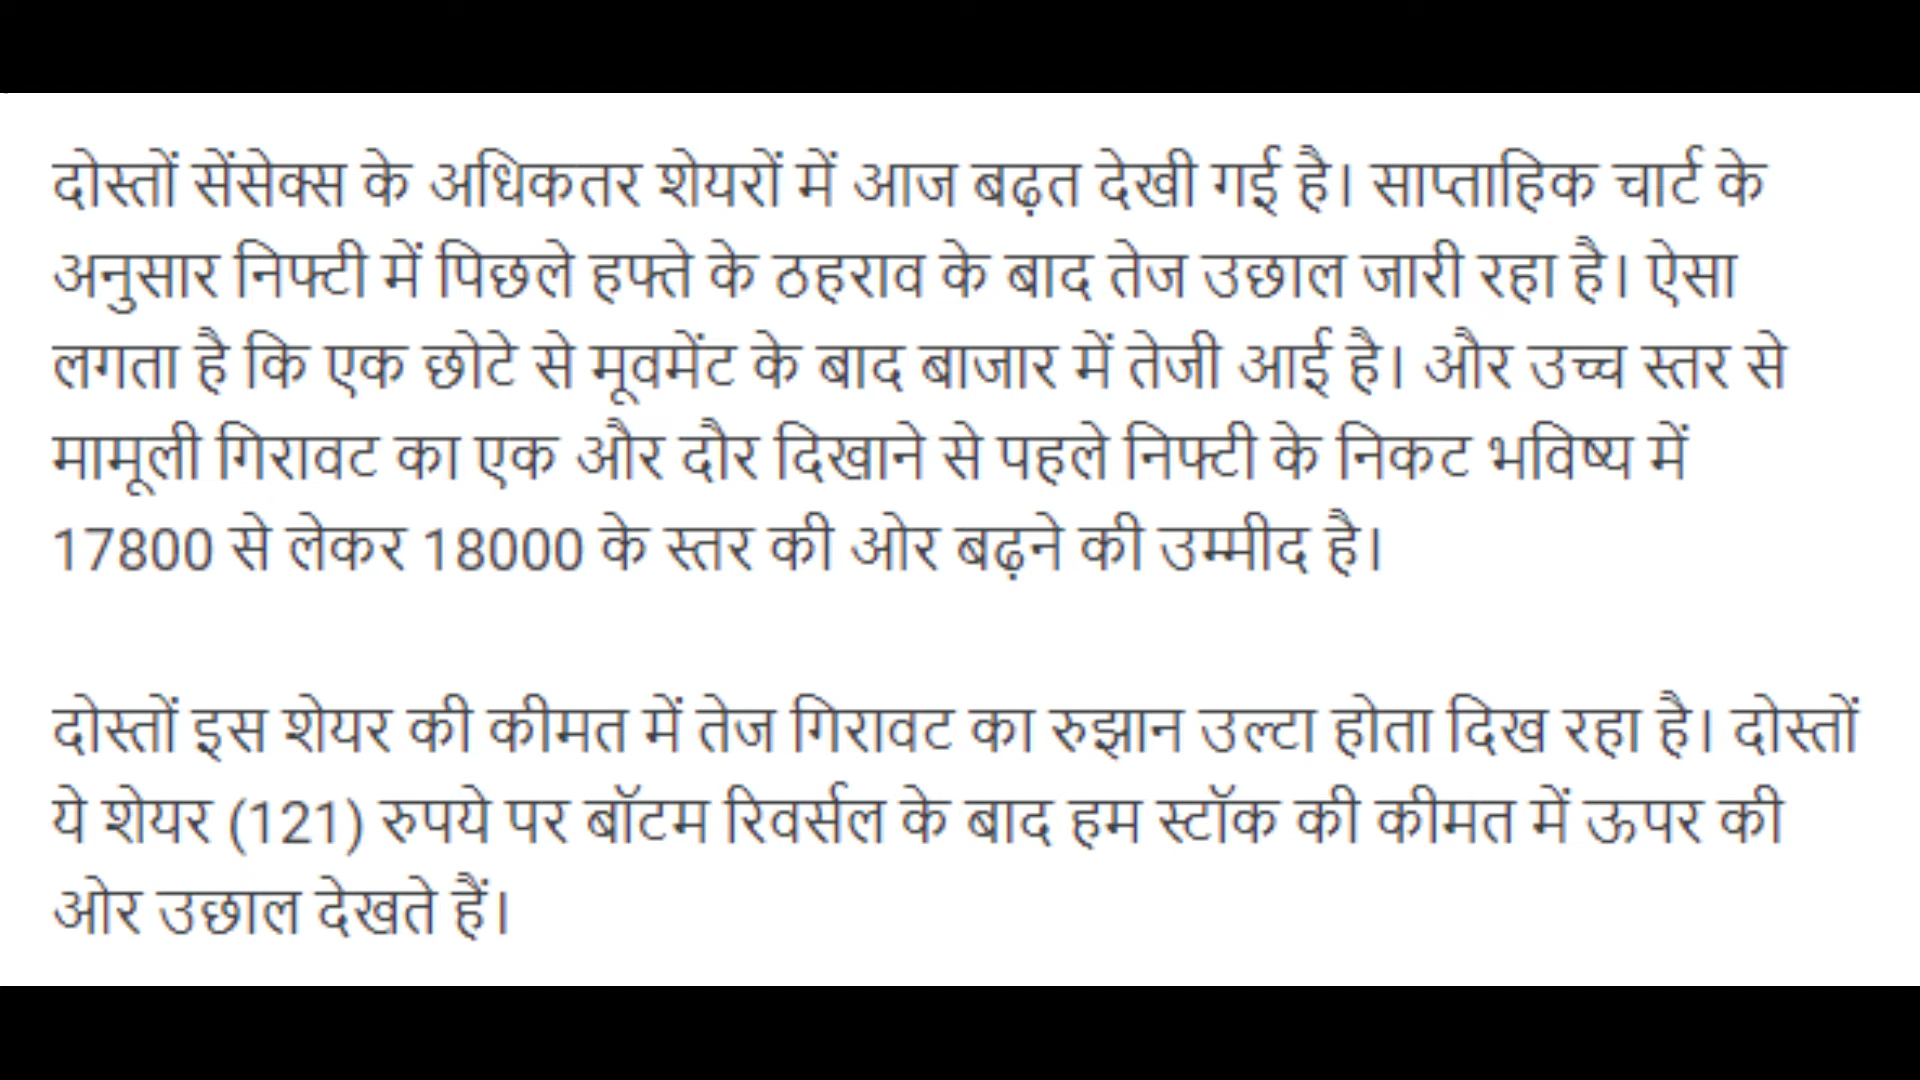 दोस्तों सेंसेक्स के अधिकतर शेयरों में आज बढ़त देखी गई है। साप्ताहिक चार्ट के
अनुसार निफ्टी में पिछले हफ्ते के ठहराव के बाद तेज उछाल जारी रहा है। ऐसा
लगता है कि एक छोटे से मूवमेंट के बाद बाजार में तेजी आई है। और उच्च स्तर से
मामूली गिरावट का एक और दौर दिखाने से पहले निफ्टी के निकट भविष्य में
17800 से लेकर 18000 के स्तर की ओर बढ़ने की उम्मीद है।
दोस्तों इस शेयर की कीमत में तेज गिरावट का रुझान उल्टा होता दिख रहा है। दोस्तों
ये शेयर (121) रुपये पर बॉटम रिवर्सल के बाद हम स्टॉक की कीमत में ऊपर की
ओर उछाल देखते हैं।